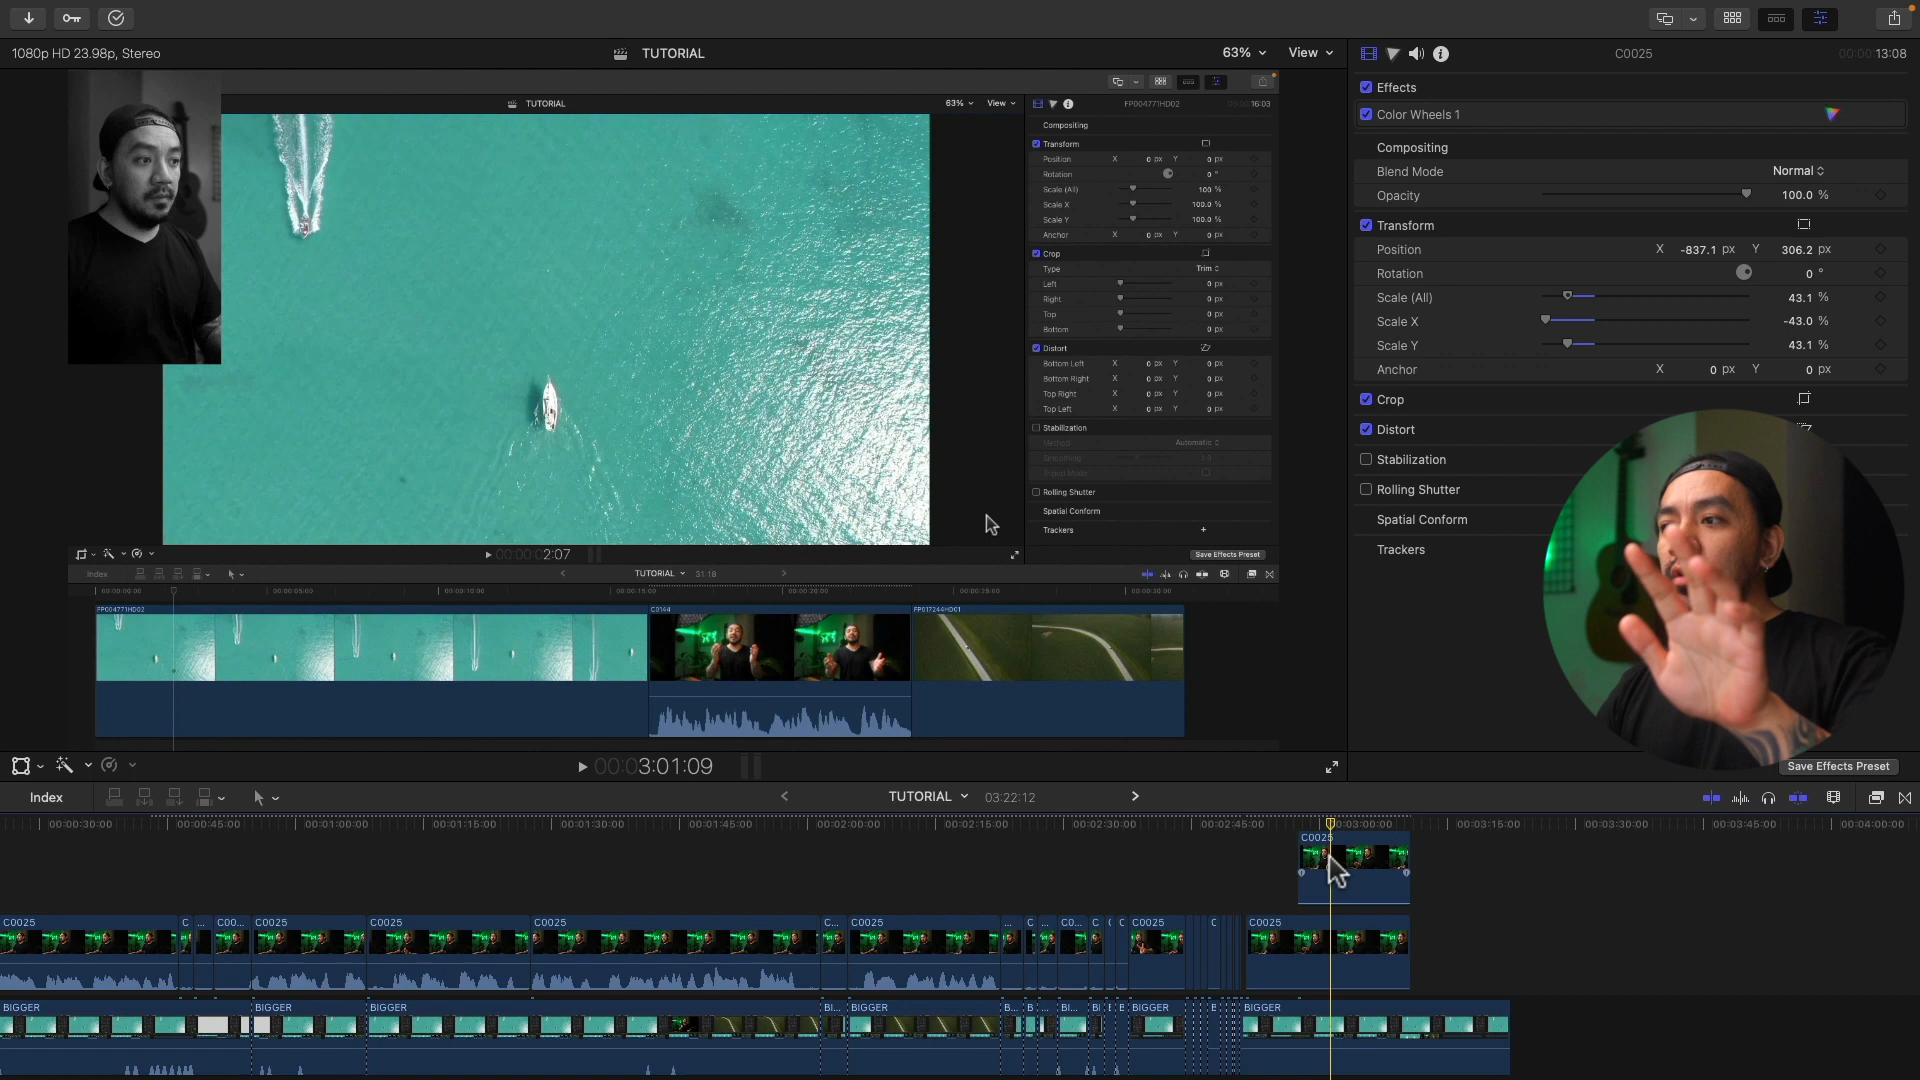 1080p HD 23.98p, Stereo
TUTORIAL
63%
View
C0025
00:00:13:08
TUTORIAL
63%
View
FP004771HD02
16:03
Compositing
Transform
Position X 0 px Y 0 px
Rotation 0 °
Scale (All) 100 %
Scale X 100.0 %
Scale Y 100.0 %
Anchor X 0 px Y 0 px
Crop
Type Trim
Left 0 px
Right 0 px
Top 0 px
Bottom 0 px
Distort
Bottom Left X 0 px Y 0 px
Bottom Right X 0 px Y 0 px
Top Right X 0 px Y 0 px
Top Left X 0 px Y 0 px
Stabilization
Method Automatic
Smoothing
Tripod Mode
Rolling Shutter
Spatial Conform
Trackers +
Save Effects Preset
00:00:02:07
Index
TUTORIAL
31:18
00:00:00:00 00:00:05:00 00:00:10:00 00:00:15:00 00:00:20:00 00:00:25:00 00:00:30:00
FP004771HD02
C0144
FP017244HD01
Effects
Color Wheels 1
Compositing
Blend Mode Normal
Opacity 100.0 %
Transform
Position X -837.1 px Y 306.2 px
Rotation 0 °
Scale (All) 43.1 %
Scale X -43.0 %
Scale Y 43.1 %
Anchor X 0 px Y 0 px
Crop
Distort
Stabilization
Rolling Shutter
Spatial Conform
Trackers
Save Effects Preset
00:03:01:09
Index
TUTORIAL
03:22:12
00:00:30:00 00:00:45:00 00:01:00:00 00:01:15:00 00:01:30:00 00:01:45:00 00:02:00:00 00:02:15:00 00:02:30:00 00:02:45:00 00:03:00:00 00:03:15:00 00:03:30:00 00:03:45:00 00:04:00:00
C0025
C0025 C ... C00... C0025 C0025 C0025 C... C0025 ... C ... C0... C C C0025 C C0025
BIGGER BIGGER BIGGER BI... BIGGER B... B ... BI... BI E E BIGGER E BIGGER